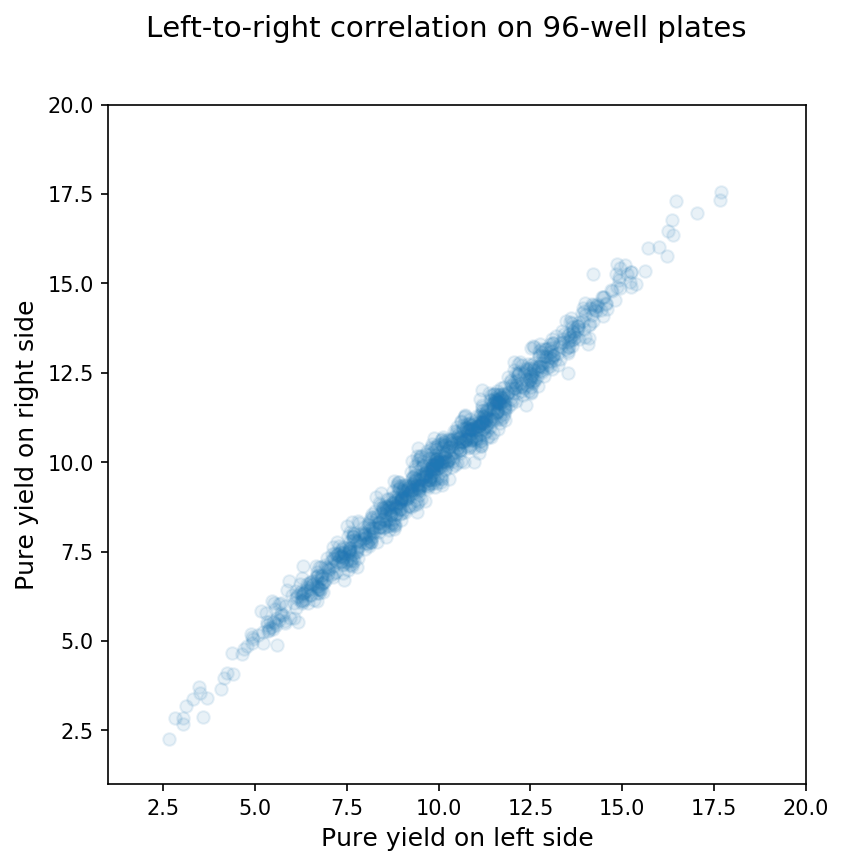 Left-to-right correlation on 96-well plates
20.0
17.5
15.0
12.5
10.0
7.5
5.0
2.5
Pure yield on right side
2.5 5.0 7.5 10.0 12.5 15.0 17.5 20.0
Pure yield on left side